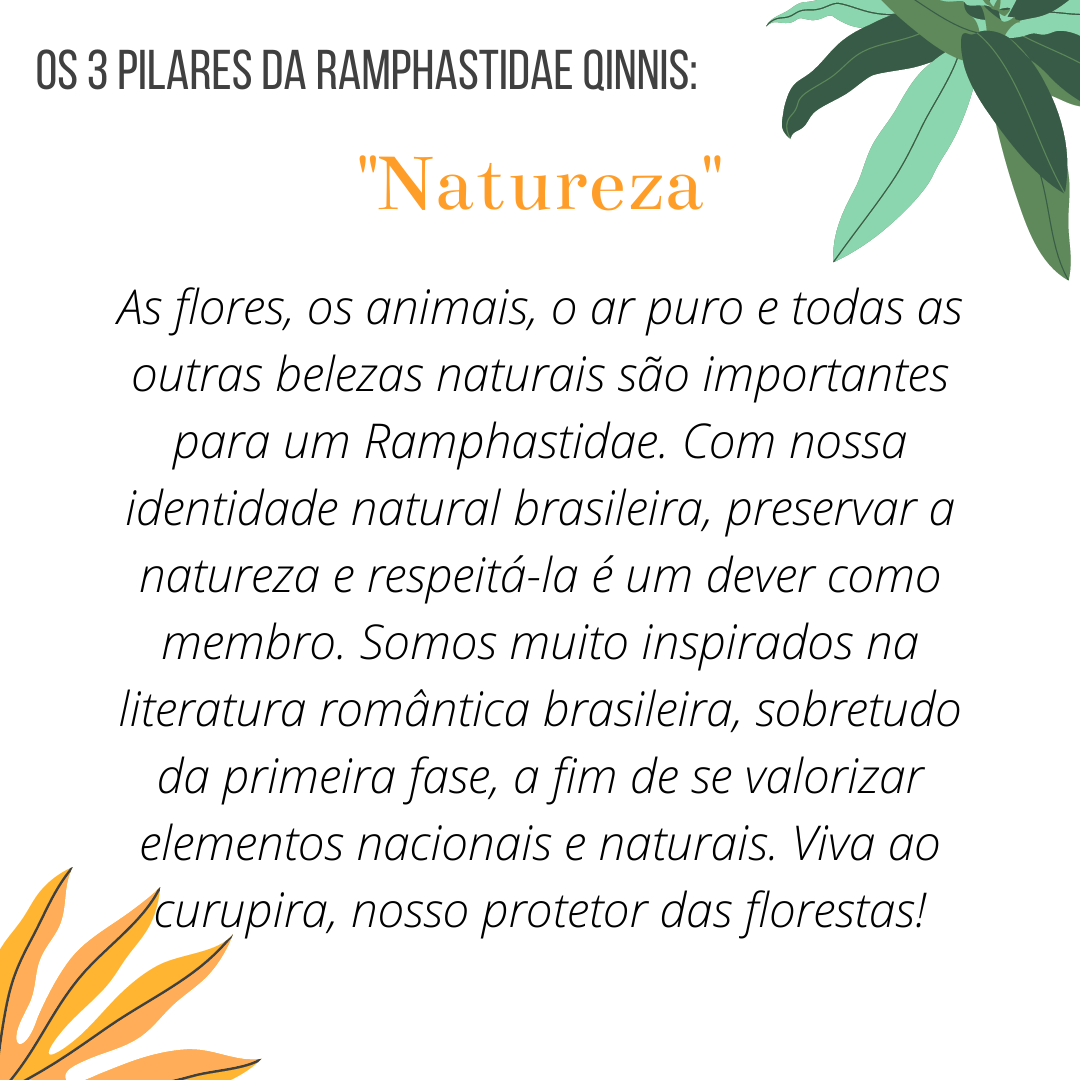 OS 3 PILARES DA RAMPHASTIDAE QINNIS:
"Natureza"
As flores, os animais, o ar puro e todas as
outras belezas naturais são importantes
para um Ramphastidae. Com nossa
identidade natural brasileira, preservar a
natureza e respeitá-la é um dever como
membro. Somos muito inspirados na
literatura romântica brasileira, sobretudo
da primeira fase, a fim de se valorizar
elementos nacionais e naturais. Viva ao
curupira, nosso protetor das florestas!